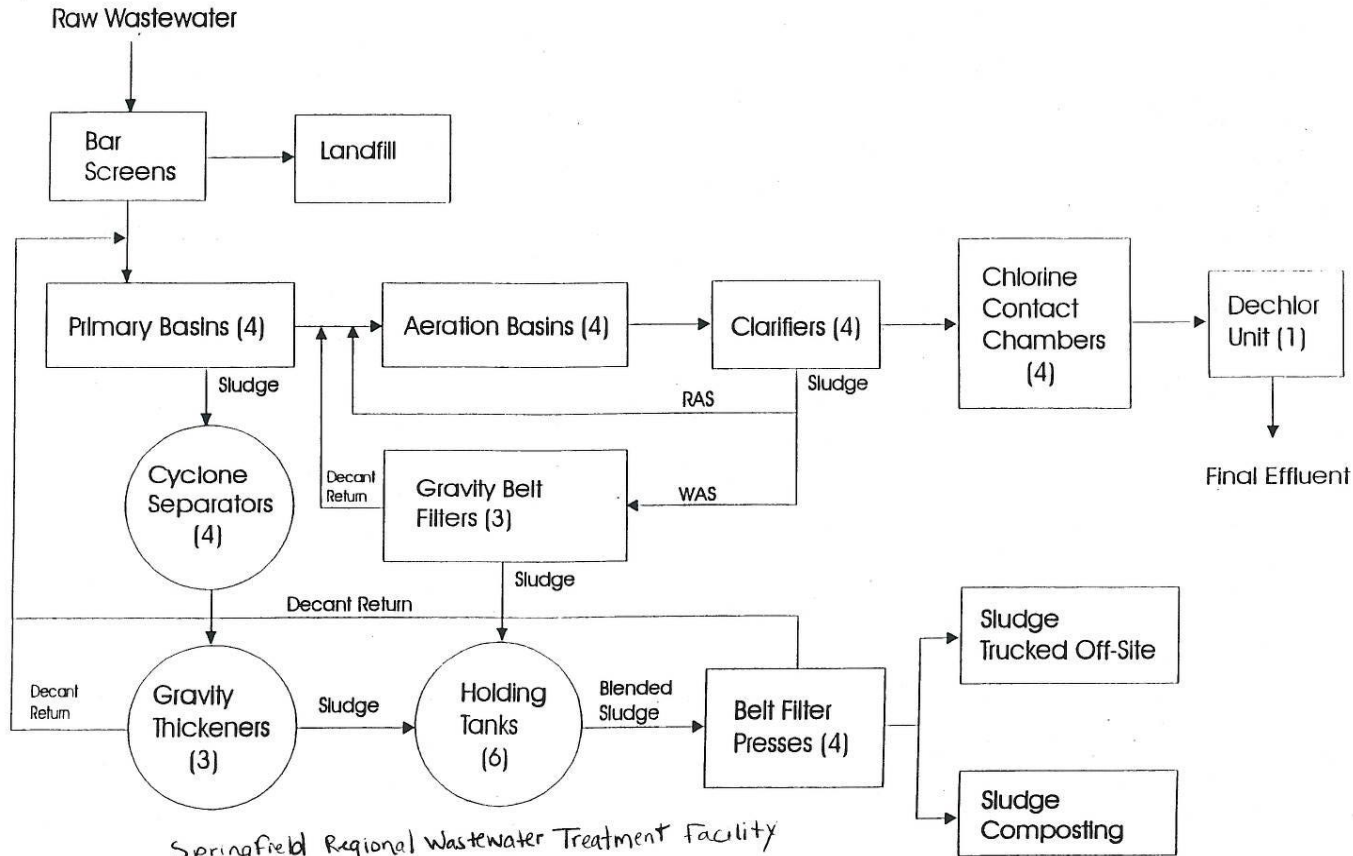 Raw Wastewater
Bar
Screens
Landfill
Primary Basins (4)
Aeration Basins (4)
Clarifiers (4)
Chlorine
Contact
Chambers
(4)
Dechlor
Unit (1)
Sludge
Sludge
RAS
Final Effluent
Cyclone
Separators
(4)
Decant
Return
Gravity Belt
Filters (3)
WAS
Sludge
Decant Return
Decant
Return
Gravity
Thickeners
(3)
Sludge
Holding
Tanks
(6)
Blended
Sludge
Belt Filter
Presses (4)
Sludge
Trucked Off-Site
Sludge
Composting
Springfield Regional Wastewater Treatment Facility